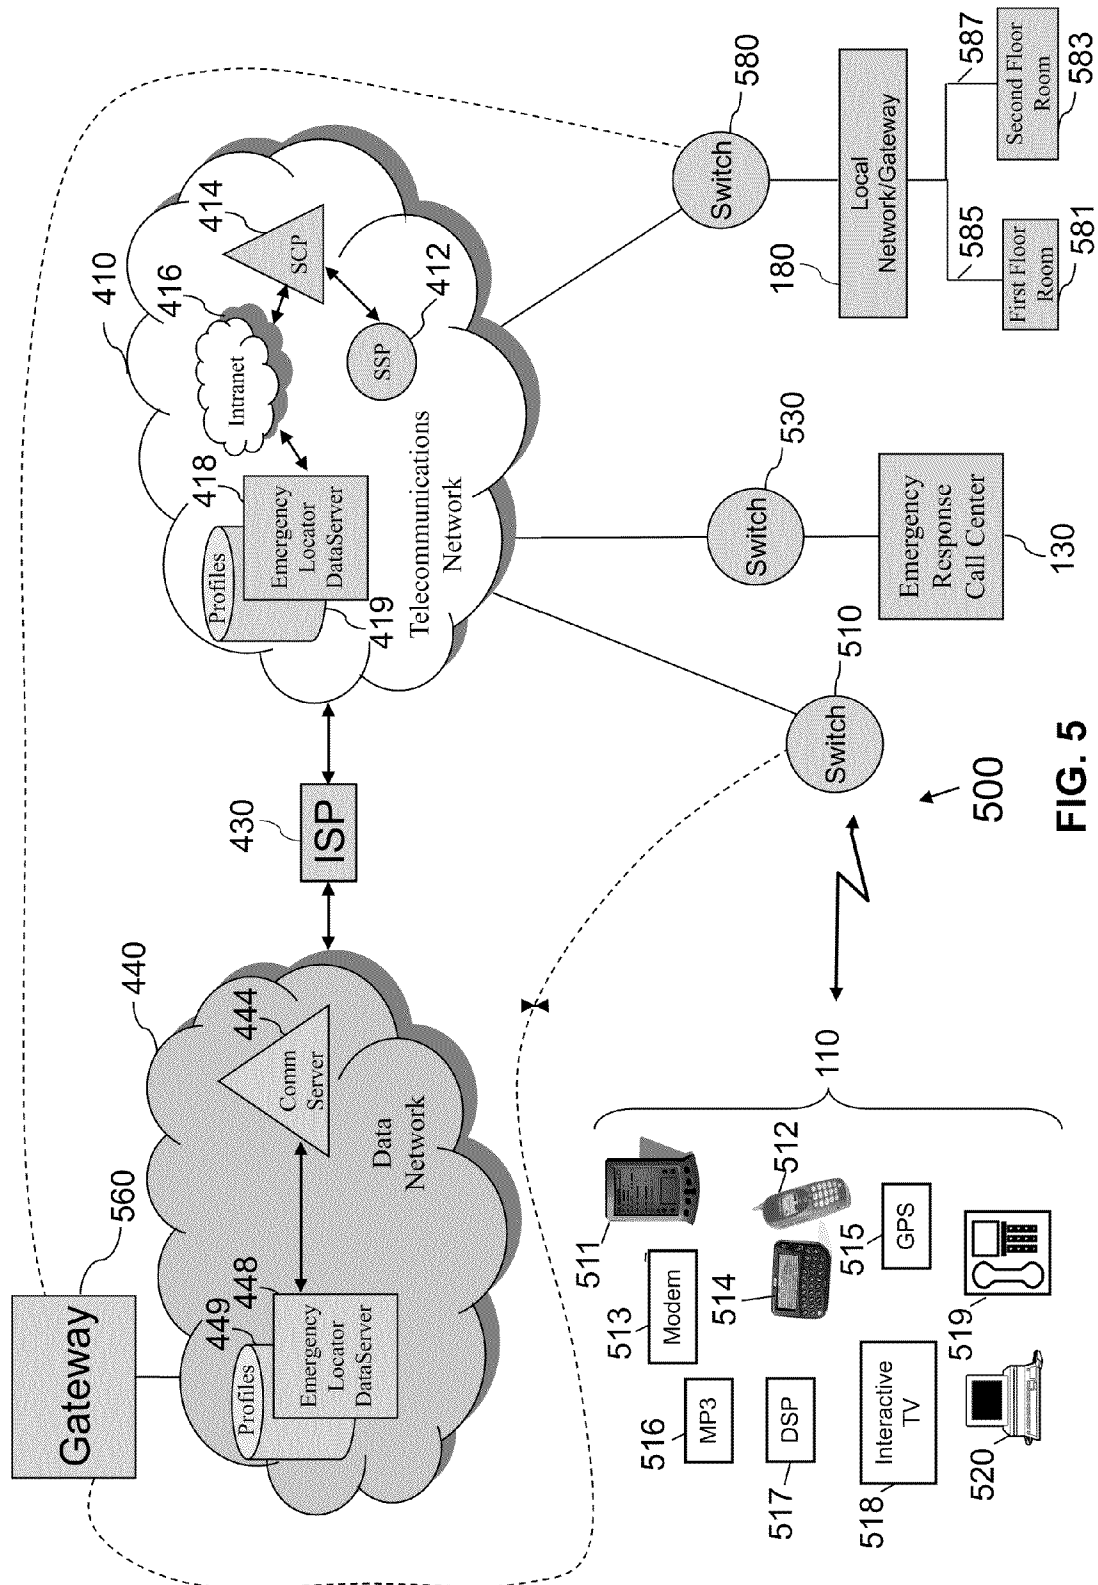 Gateway
560
440
449
448
Profiles
Emergency
Locator
DataServer
444
Comm
Server
Data
Network
430
ISP
410
416
414
418
Profiles
Emergency
Locator
DataServer
419
Intranet
SCP
SSP
412
Telecommunications
Network
Switch
580
Switch
530
Switch
510
180
Local
Network/Gateway
585
587
First Floor
Room
581
Second Floor
Room
583
Emergency
Response
Call Center
130
110
511
512
513
Modem
514
515
GPS
516
MP3
517
DSP
518
Interactive
TV
519
520
500
FIG. 5